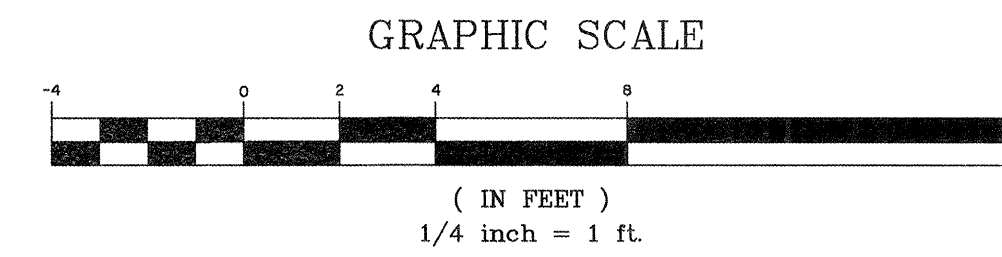 GRAPHIC SCALE
-4 0 2 4 8
( IN FEET )
1/4 inch = 1 ft.